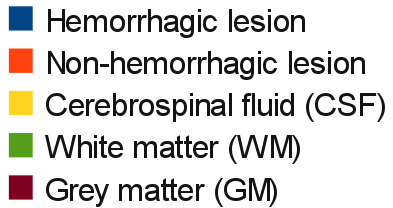 Hemorrhagic lesion
Non-hemorrhagic lesion
Cerebrospinal fluid (CSF)
White matter (WM)
Grey matter (GM)